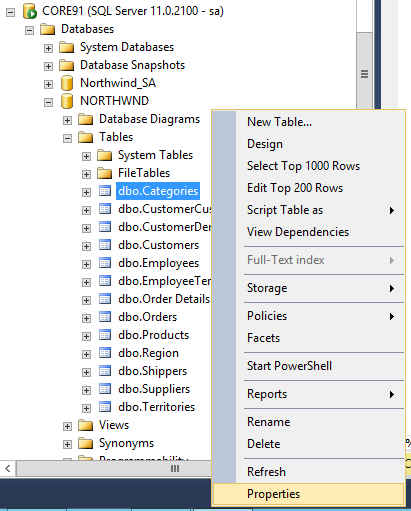 CORE91 (SQL Server 11.0.2100 - sa)
Databases
System Databases
Database Snapshots
Northwind_SA
NORTHWND
Database Diagrams
Tables
System Tables
FileTables
dbo.Categories
dbo.CustomerCus
dbo.CustomerDer
dbo.Customers
dbo.Employees
dbo.EmployeeTer
dbo.Order Details
dbo.Orders
dbo.Products
dbo.Region
dbo.Shippers
dbo.Suppliers
dbo.Territories
Views
Synonyms
Programmability
New Table...
Design
Select Top 1000 Rows
Edit Top 200 Rows
Script Table as
View Dependencies
Full-Text index
Storage
Policies
Facets
Start PowerShell
Reports
Rename
Delete
Refresh
Properties
%